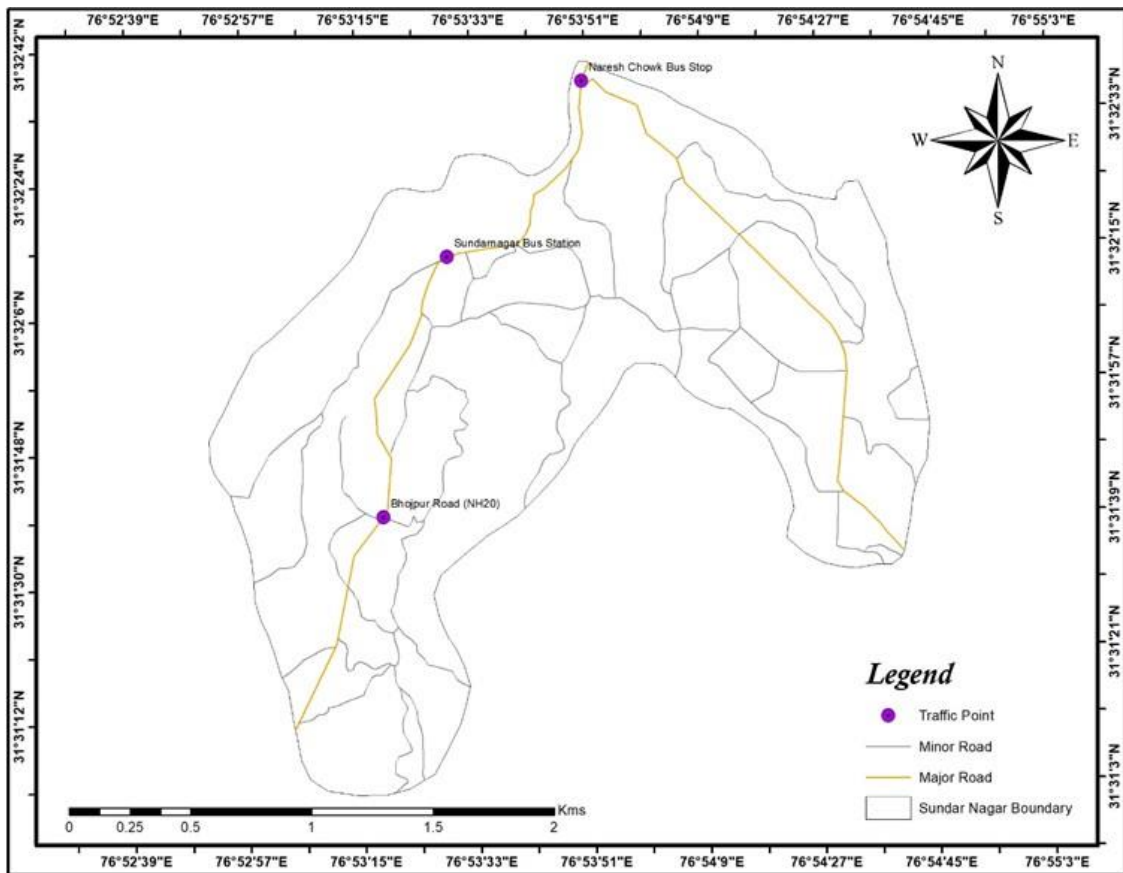 76°52'39"E 76°52'57"E 76°53'15"E 76°53'33"E 76°53'51"E 76°54'9"E 76°54'27"E 76°54'45"E 76°55'3"E
31°32'42"N
31°32'24"N
31°32'6"N
31°31'48"N
31°31'30"N
31°31'12"N
Naresh Chowk Bus Stop
Sundarnagar Bus Station
Bhojpur Road (NH20)
N
W E
S
31°32'33"N
31°32'15"N
31°31'57"N
31°31'39"N
31°31'21"N
31°31'3"N
Legend
Traffic Point
Minor Road
Major Road
Sundar Nagar Boundary
Kms
0 0.25 0.5 1 1.5 2
76°52'39"E 76°52'57"E 76°53'15"E 76°53'33"E 76°53'51"E 76°54'9"E 76°54'27"E 76°54'45"E 76°55'3"E